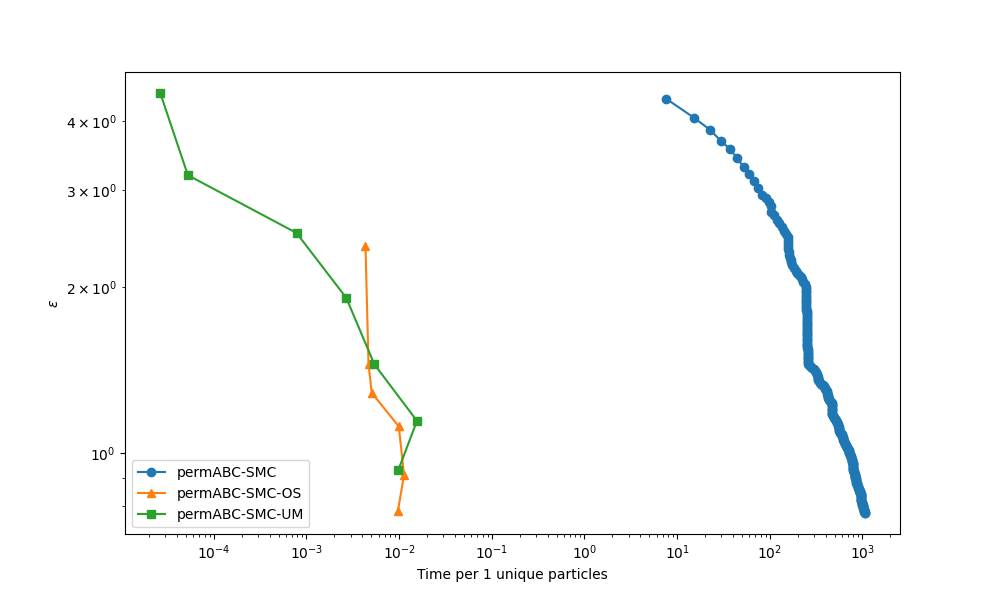 4 × 10⁰
3 × 10⁰
2 × 10⁰
10⁰
ε
permABC-SMC
permABC-SMC-OS
permABC-SMC-UM
10⁻⁴ 10⁻³ 10⁻² 10⁻¹ 10⁰ 10¹ 10² 10³
Time per 1 unique particles